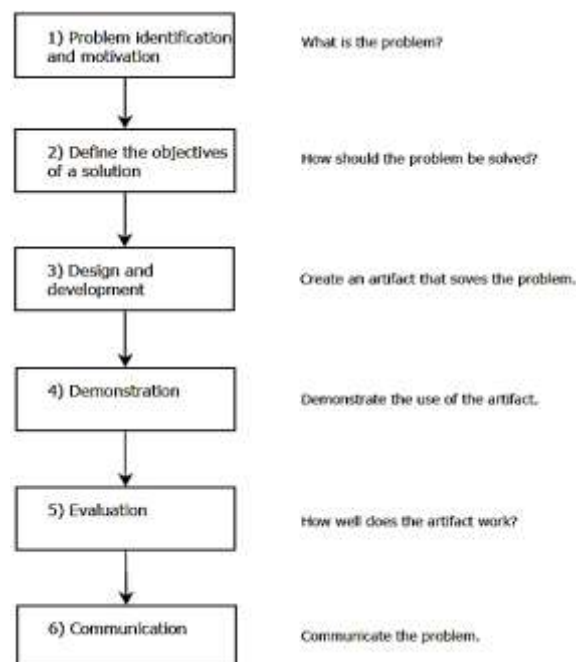 1) Problem identification
and motivation
What is the problem?
2) Define the objectives
of a solution
How should the problem be solved?
3) Design and
development
Create an artifact that soves the problem.
4) Demonstration
Demonstrate the use of the artifact.
5) Evaluation
How well does the artifact work?
6) Communication
Communicate the problem.